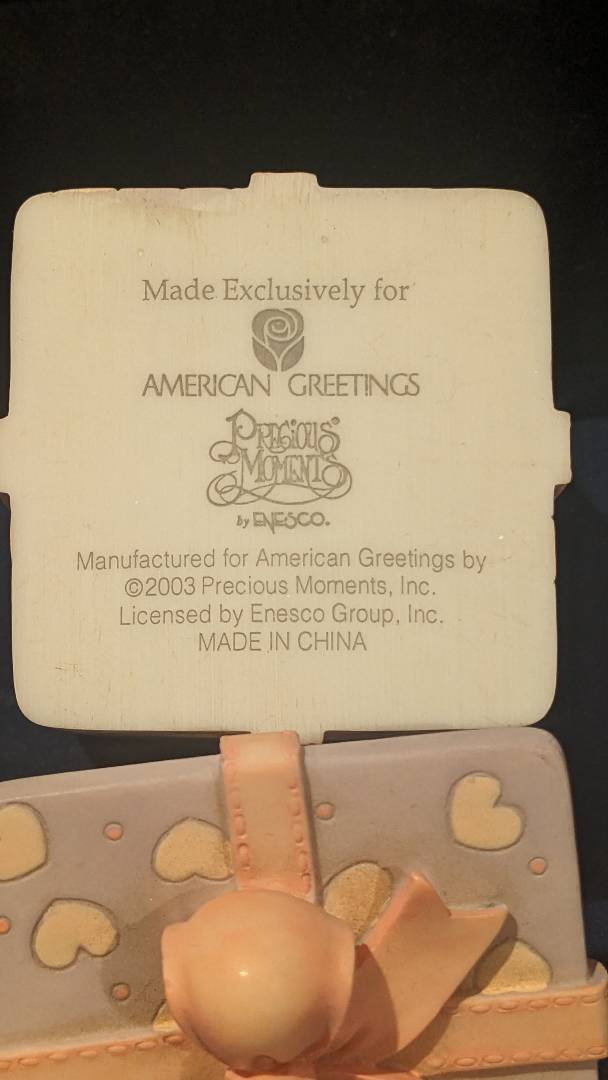 Made Exclusively for
AMERICAN GREETINGS
PRECIOUS
MOMENTS
by ENESCO.
Manufactured for American Greetings by
©2003 Precious Moments, Inc.
Licensed by Enesco Group, Inc.
MADE IN CHINA